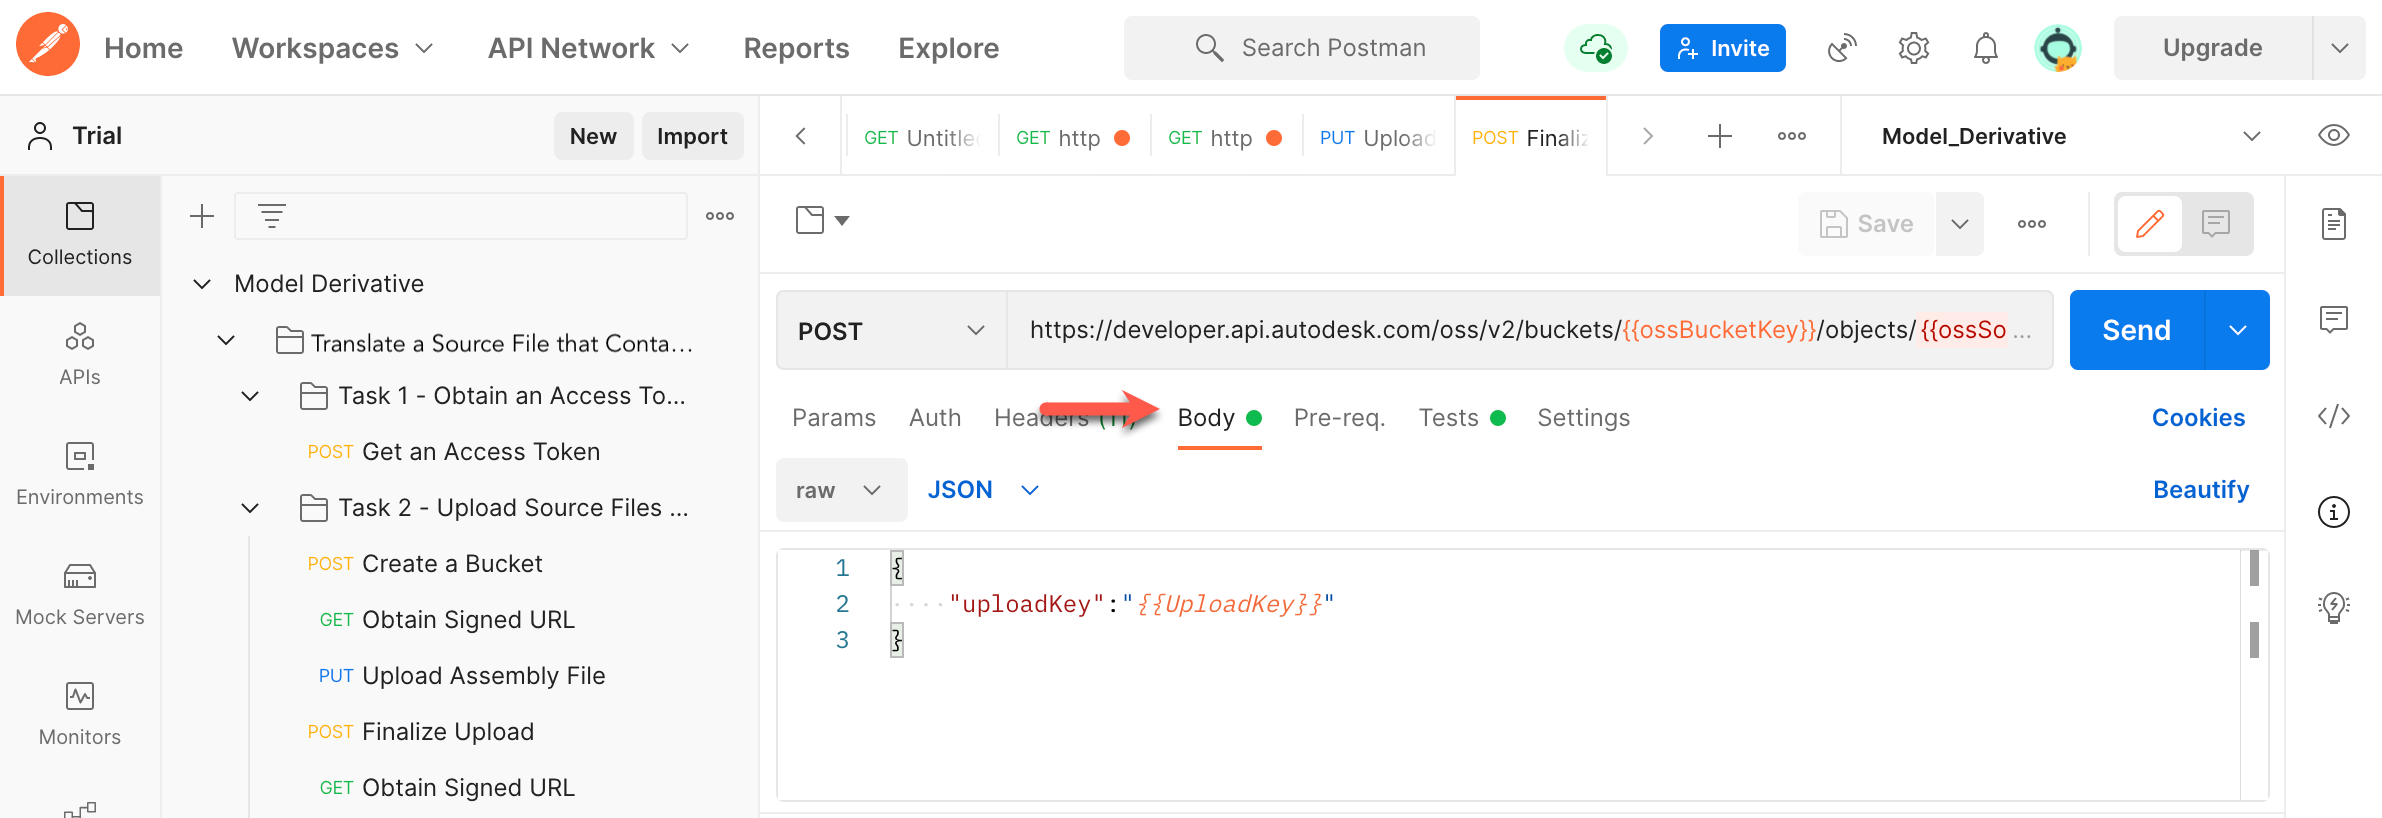 Home Workspaces API Network Reports Explore Search Postman Invite Upgrade
Trial New Import GET Untitle GET http GET http PUT Upload POST Finaliz Model_Derivative
Save
Collections
Model Derivative
Translate a Source File that Conta...
POST https://developer.api.autodesk.com/oss/v2/buckets/{{ossBucketKey}}/objects/{{ossSo ... Send
APIs
Task 1 - Obtain an Access To...
Params Auth Headers (11) Body Pre-req. Tests Settings Cookies
POST Get an Access Token
Environments
raw JSON Beautify
Task 2 - Upload Source Files ...
POST Create a Bucket
1 {
2 "uploadKey":"{{UploadKey}}"
3 }
Mock Servers
GET Obtain Signed URL
PUT Upload Assembly File
Monitors
POST Finalize Upload
GET Obtain Signed URL